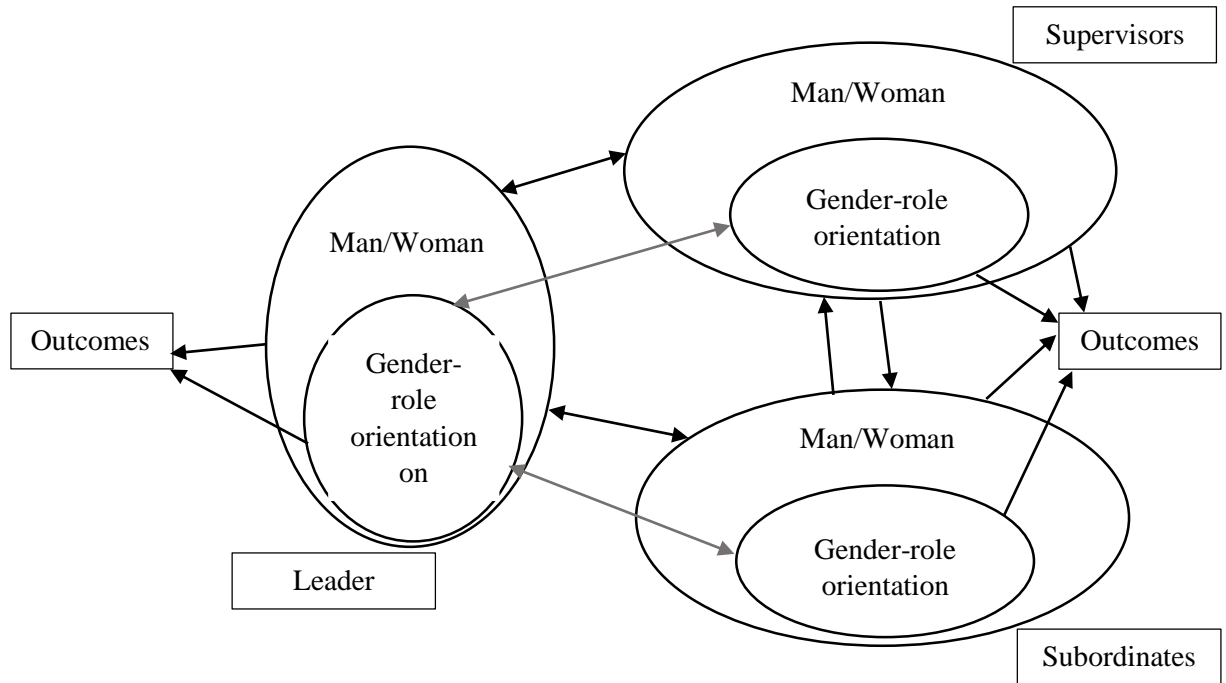 Supervisors
Man/Woman
Gender-role
orientation
Man/Woman
Outcomes
Gender-
role
orientation
on
Outcomes
Man/Woman
Gender-role
orientation
Leader
Subordinates